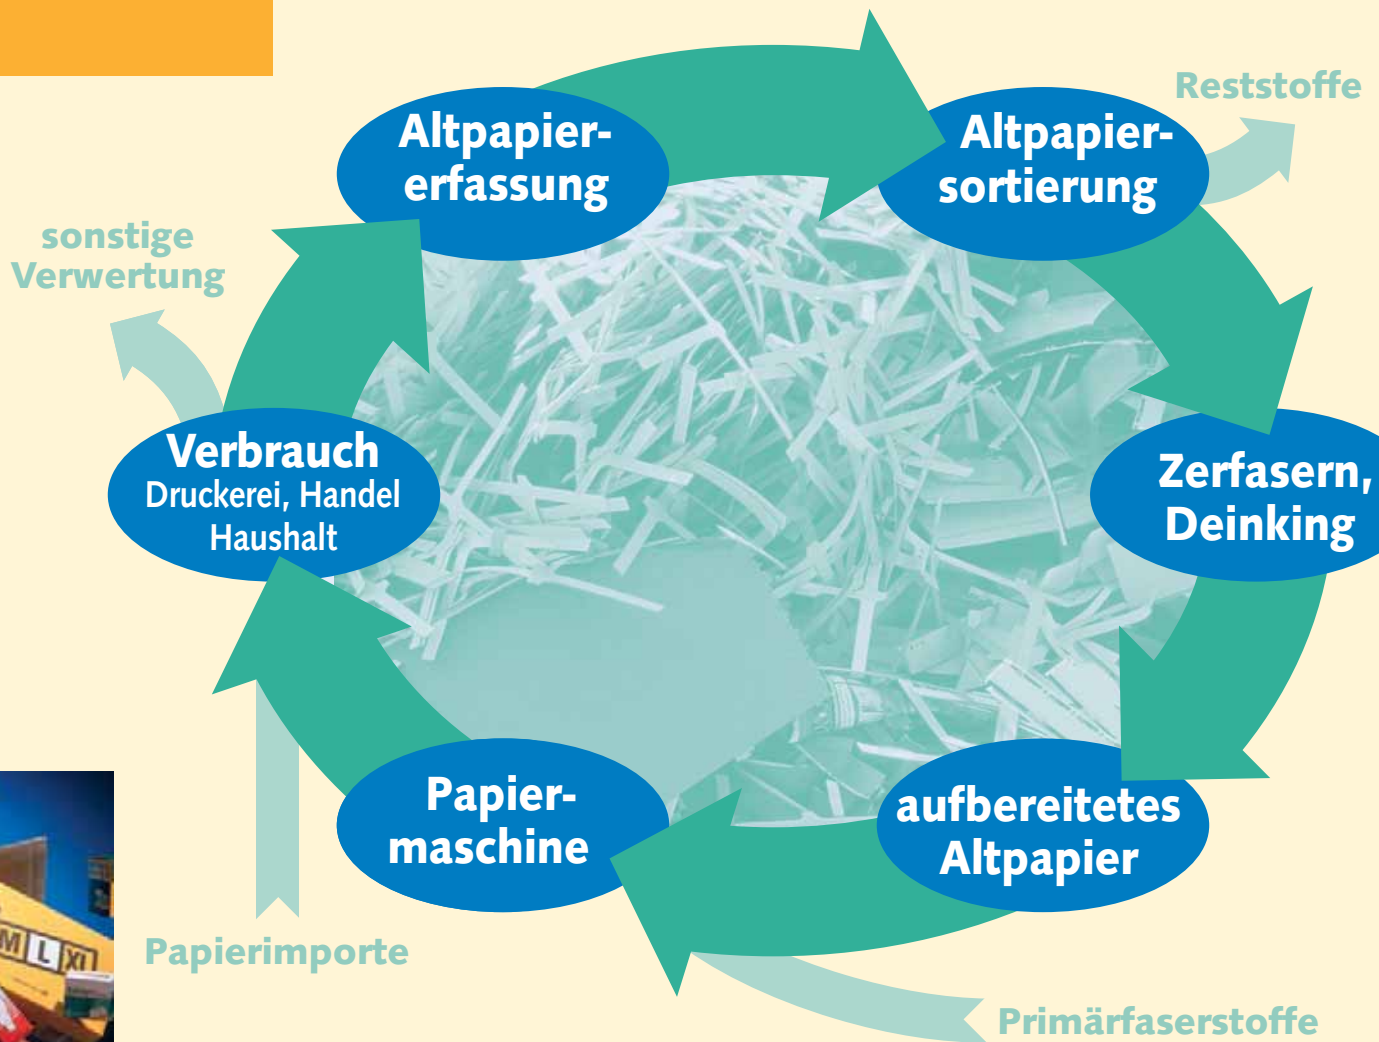 Altpapier-
erfassung
Altpapier-
sortierung
Reststoffe
sonstige
Verwertung
Verbrauch
Druckerei, Handel
Haushalt
Zerfasern,
Deinking
Papier-
maschine
aufbereitetes
Altpapier
M L XL
Papierimporte
Primärfaserstoffe